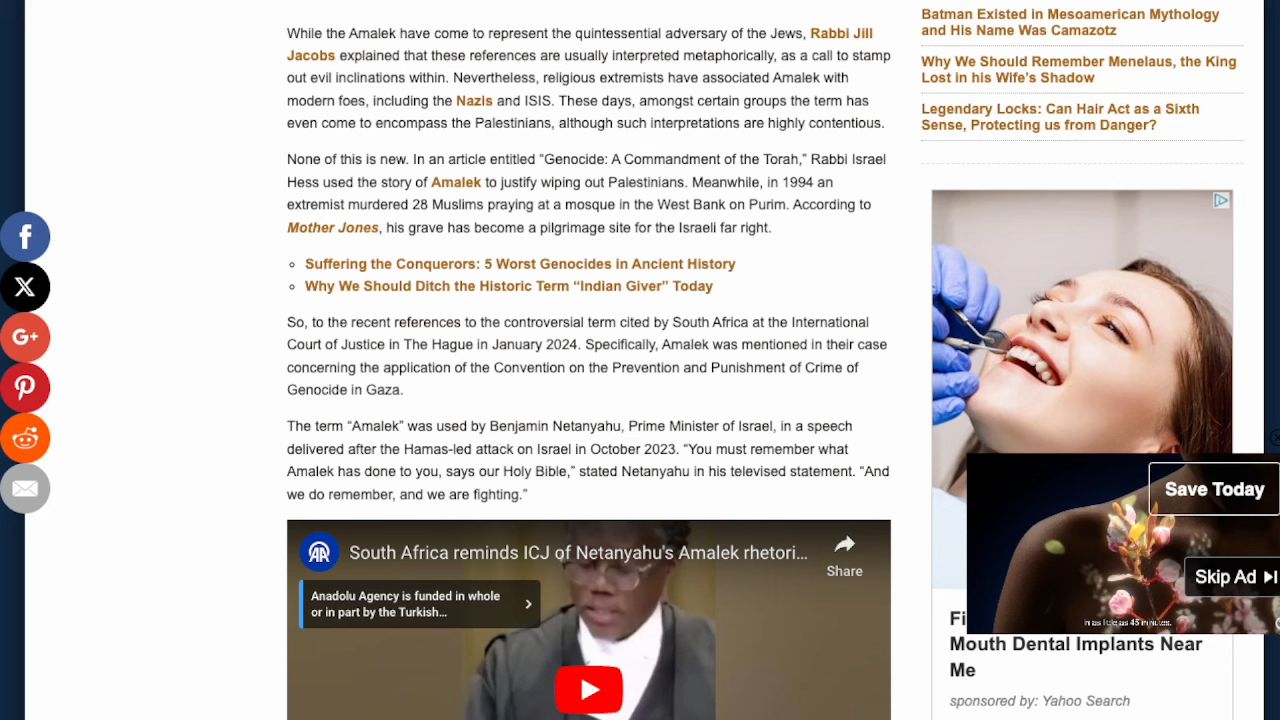 While the Amalek have come to represent the quintessential adversary of the Jews, Rabbi Jill
Jacobs explained that these references are usually interpreted metaphorically, as a call to stamp
out evil inclinations within. Nevertheless, religious extremists have associated Amalek with
modern foes, including the Nazis and ISIS. These days, amongst certain groups the term has
even come to encompass the Palestinians, although such interpretations are highly contentious.
None of this is new. In an article entitled “Genocide: A Commandment of the Torah,” Rabbi Israel
Hess used the story of Amalek to justify wiping out Palestinians. Meanwhile, in 1994 an
extremist murdered 28 Muslims praying at a mosque in the West Bank on Purim. According to
Mother Jones, his grave has become a pilgrimage site for the Israeli far right.
Suffering the Conquerors: 5 Worst Genocides in Ancient History
Why We Should Ditch the Historic Term “Indian Giver” Today
So, to the recent references to the controversial term cited by South Africa at the International
Court of Justice in The Hague in January 2024. Specifically, Amalek was mentioned in their case
concerning the application of the Convention on the Prevention and Punishment of Crime of
Genocide in Gaza.
The term “Amalek” was used by Benjamin Netanyahu, Prime Minister of Israel, in a speech
delivered after the Hamas-led attack on Israel in October 2023. “You must remember what
Amalek has done to you, says our Holy Bible,” stated Netanyahu in his televised statement. “And
we do remember, and we are fighting.”
South Africa reminds ICJ of Netanyahu's Amalek rhetori...
Share
Anadolu Agency is funded in whole
or in part by the Turkish...
Batman Existed in Mesoamerican Mythology
and His Name Was Camazotz
Why We Should Remember Menelaus, the King
Lost in his Wife’s Shadow
Legendary Locks: Can Hair Act as a Sixth
Sense, Protecting us from Danger?
Save Today
Skip Ad
in as little as 45 minutes.
Mouth Dental Implants Near
Me
sponsored by: Yahoo Search